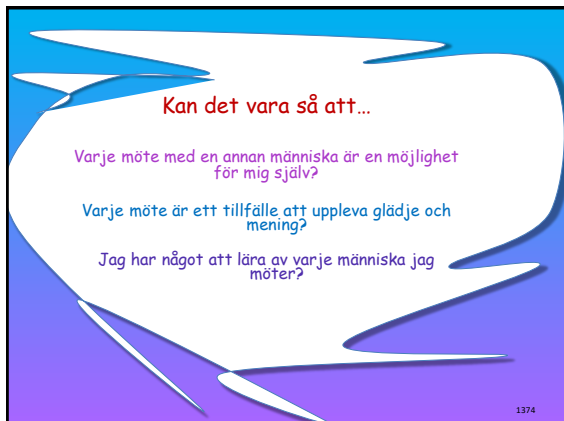 Kan det vara så att…
Varje möte med en annan människa är en möjlighet
för mig själv?
Varje möte är ett tillfälle att uppleva glädje och
mening?
Jag har något att lära av varje människa jag
möter?
1374